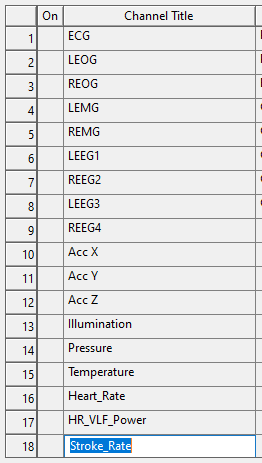 On Channel Title
1 ECG
2 LEOG
3 REOG
4 LEMG
5 REMG
6 LEEG1
7 REEG2
8 LEEG3
9 REEG4
10 Acc X
11 Acc Y
12 Acc Z
13 Illumination
14 Pressure
15 Temperature
16 Heart_Rate
17 HR_VLF_Power
18 Stroke_Rate